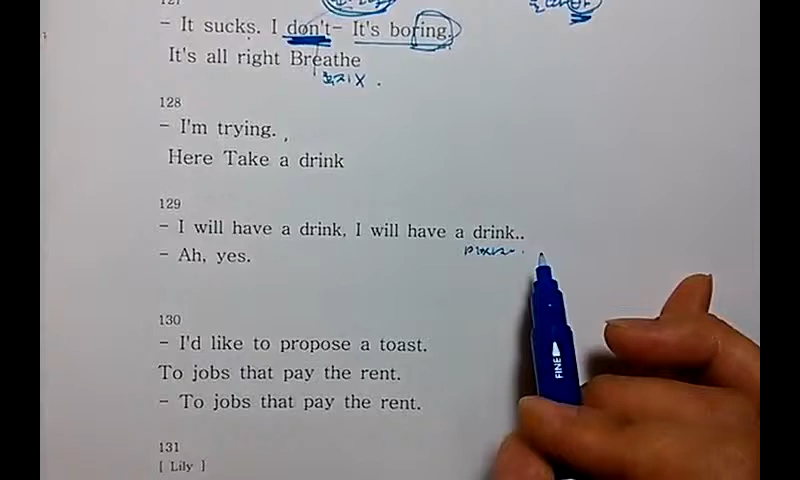 127
- It sucks. I don't- It's boring.
It's all right Breathe
128
- I'm trying.
Here Take a drink
129
- I will have a drink, I will have a drink..
- Ah, yes.
130
- I'd like to propose a toast.
To jobs that pay the rent.
- To jobs that pay the rent.
131
[ Lily ]
FINE